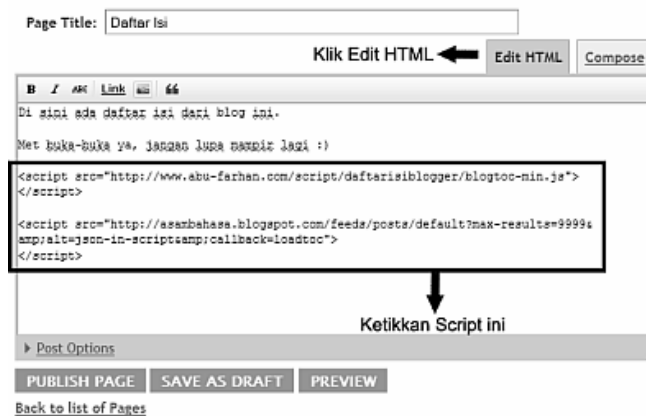 Page Title: Daftar Isi
Klik Edit HTML
Edit HTML Compose
B I ABC Link
Di sini ada daftar isi dari blog ini.
Met buka-buka ya, jangan lupa mampir lagi :)
<script src="http://www.abu-farhan.com/script/daftarisiblogger/blogtoc-min.js">
</script>
<script src="http://asambahasa.blogspot.com/feeds/posts/default?max-results=9999&
amp;alt=json-in-script&amp;callback=loadtoc">
</script>
Ketikkan Script ini
Post Options
PUBLISH PAGE SAVE AS DRAFT PREVIEW
Back to list of Pages